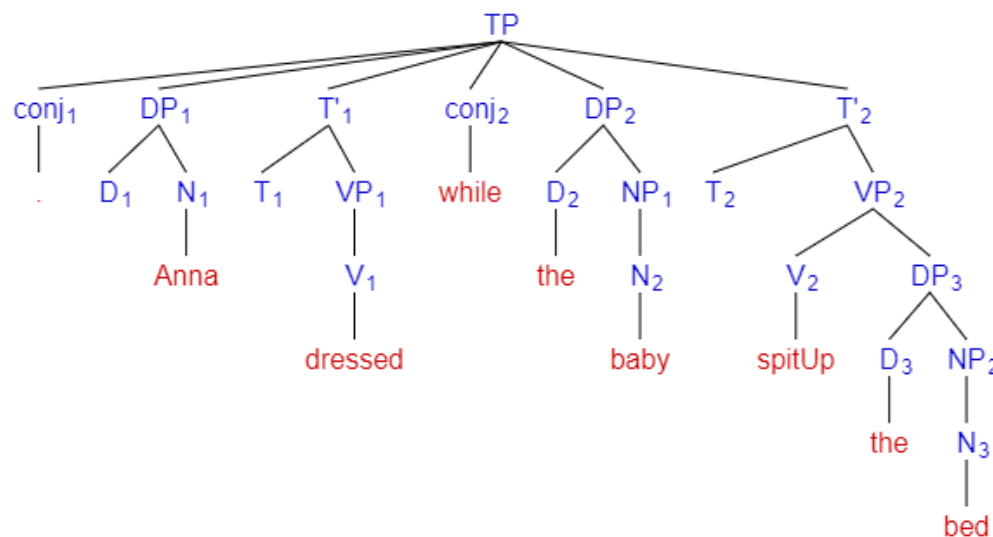 TP
conj₁ DP₁ T'₁ conj₂ DP₂ T'₂
. D₁ N₁ T₁ VP₁ while D₂ NP₁ T₂ VP₂
Anna V₁ the N₂ V₂ DP₃
dressed baby spitUp D₃ NP₂
the N₃
bed